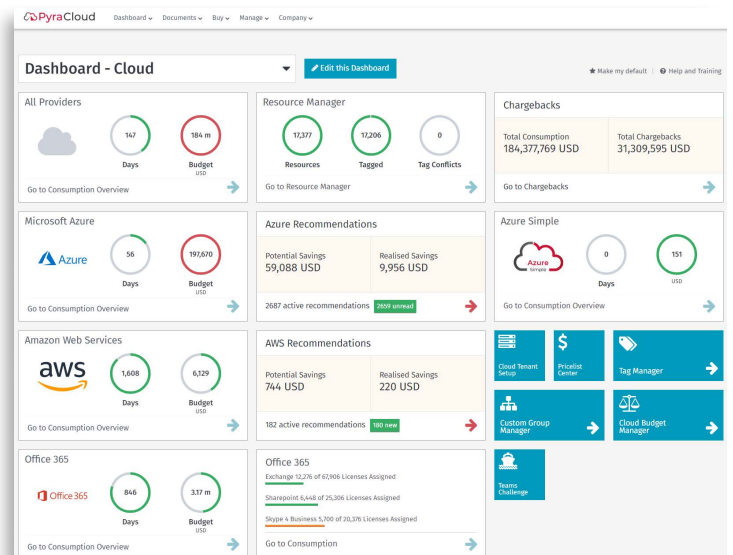 PyraCloud Dashboard Documents Buy Manage Company
Dashboard - Cloud
Edit this Dashboard
Make my default | Help and Training
All Providers
147
Days
184 m
Budget
USD
Go to Consumption Overview
Resource Manager
17,377
Resources
17,206
Tagged
0
Tag Conflicts
Go to Resource Manager
Chargebacks
Total Consumption
184,377,769 USD
Total Chargebacks
31,309,595 USD
Go to Chargebacks
Microsoft Azure
Azure
56
Days
197,670
Budget
USD
Go to Consumption Overview
Azure Recommendations
Potential Savings
59,088 USD
Realised Savings
9,956 USD
2687 active recommendations 2659 unread
Azure Simple
Azure
Simple
0
Days
151
USD
Go to Consumption Overview
Amazon Web Services
aws
1,608
Days
6,129
Budget
USD
Go to Consumption Overview
AWS Recommendations
Potential Savings
744 USD
Realised Savings
220 USD
182 active recommendations 180 new
Cloud Tenant
Setup
Pricelist
Center
Tag Manager
Custom Group
Manager
Cloud Budget
Manager
Teams
Challenge
Office 365
Office 365
846
Days
3.17 m
Budget
USD
Go to Consumption Overview
Office 365
Exchange 12,276 of 67,906 Licenses Assigned
Sharepoint 6,448 of 25,306 Licenses Assigned
Skype 4 Business 5,700 of 20,376 Licenses Assigned
Go to Consumption